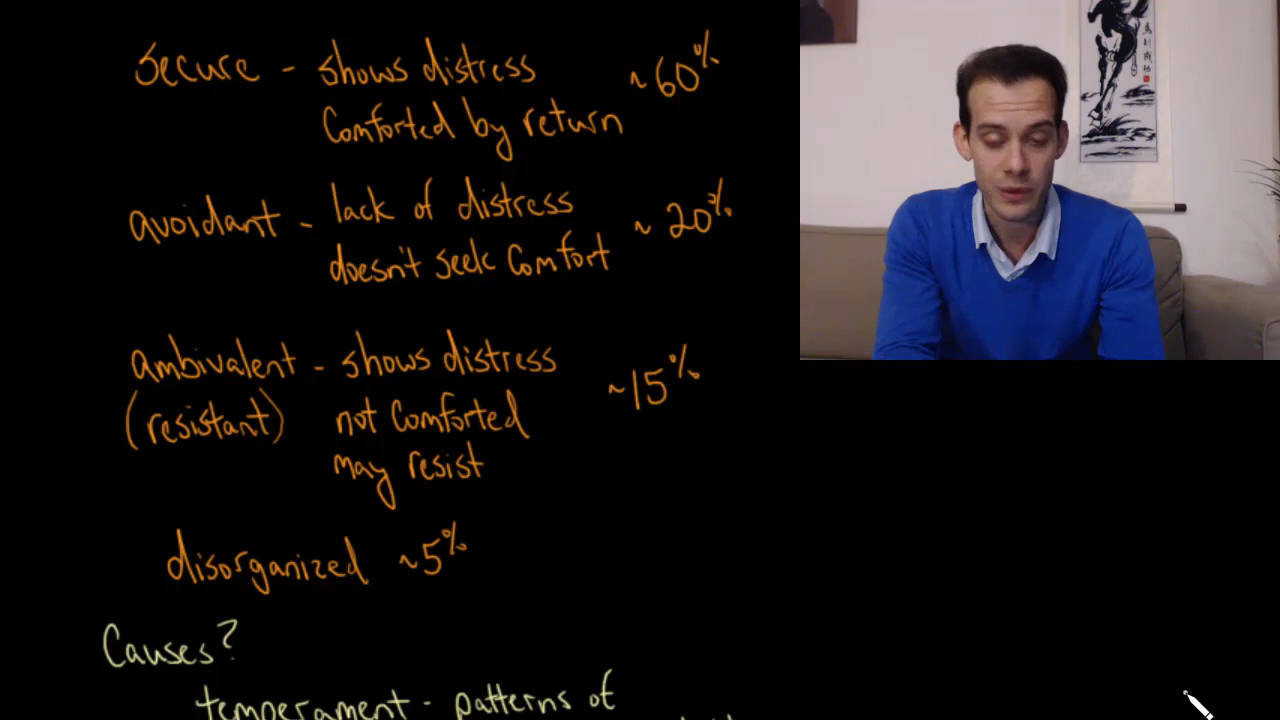 secure - shows distress ~60%
Comforted by return
avoidant - lack of distress ~20%
doesn't seek comfort
ambivalent - shows distress ~15%
(resistant) not comforted
may resist
disorganized ~5%
Causes?
temperament - patterns of